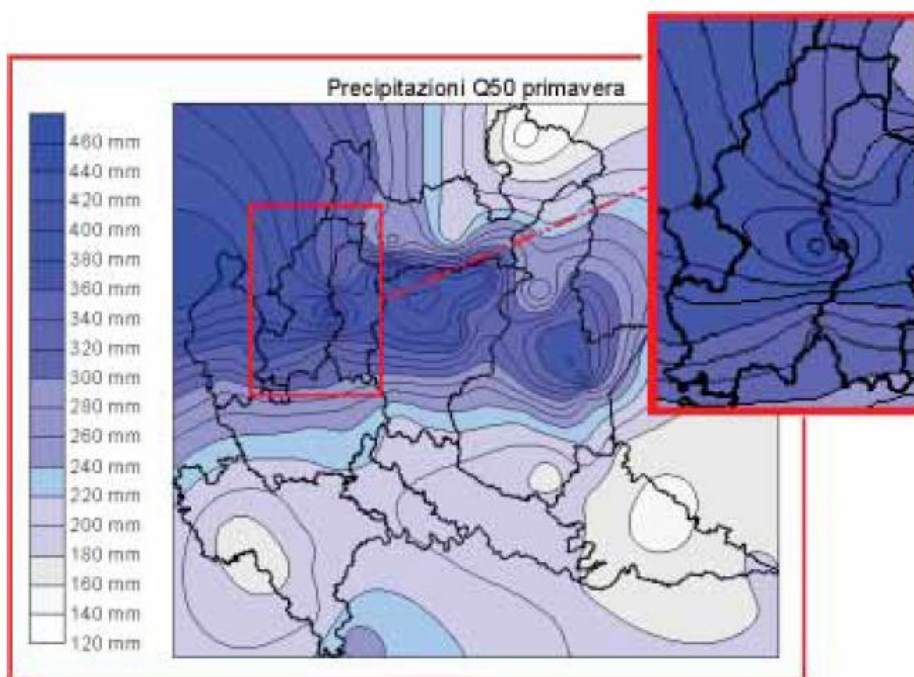 Precipitazioni Q50 primavera
460 mm
440 mm
420 mm
400 mm
380 mm
360 mm
340 mm
320 mm
300 mm
280 mm
260 mm
240 mm
220 mm
200 mm
180 mm
160 mm
140 mm
120 mm